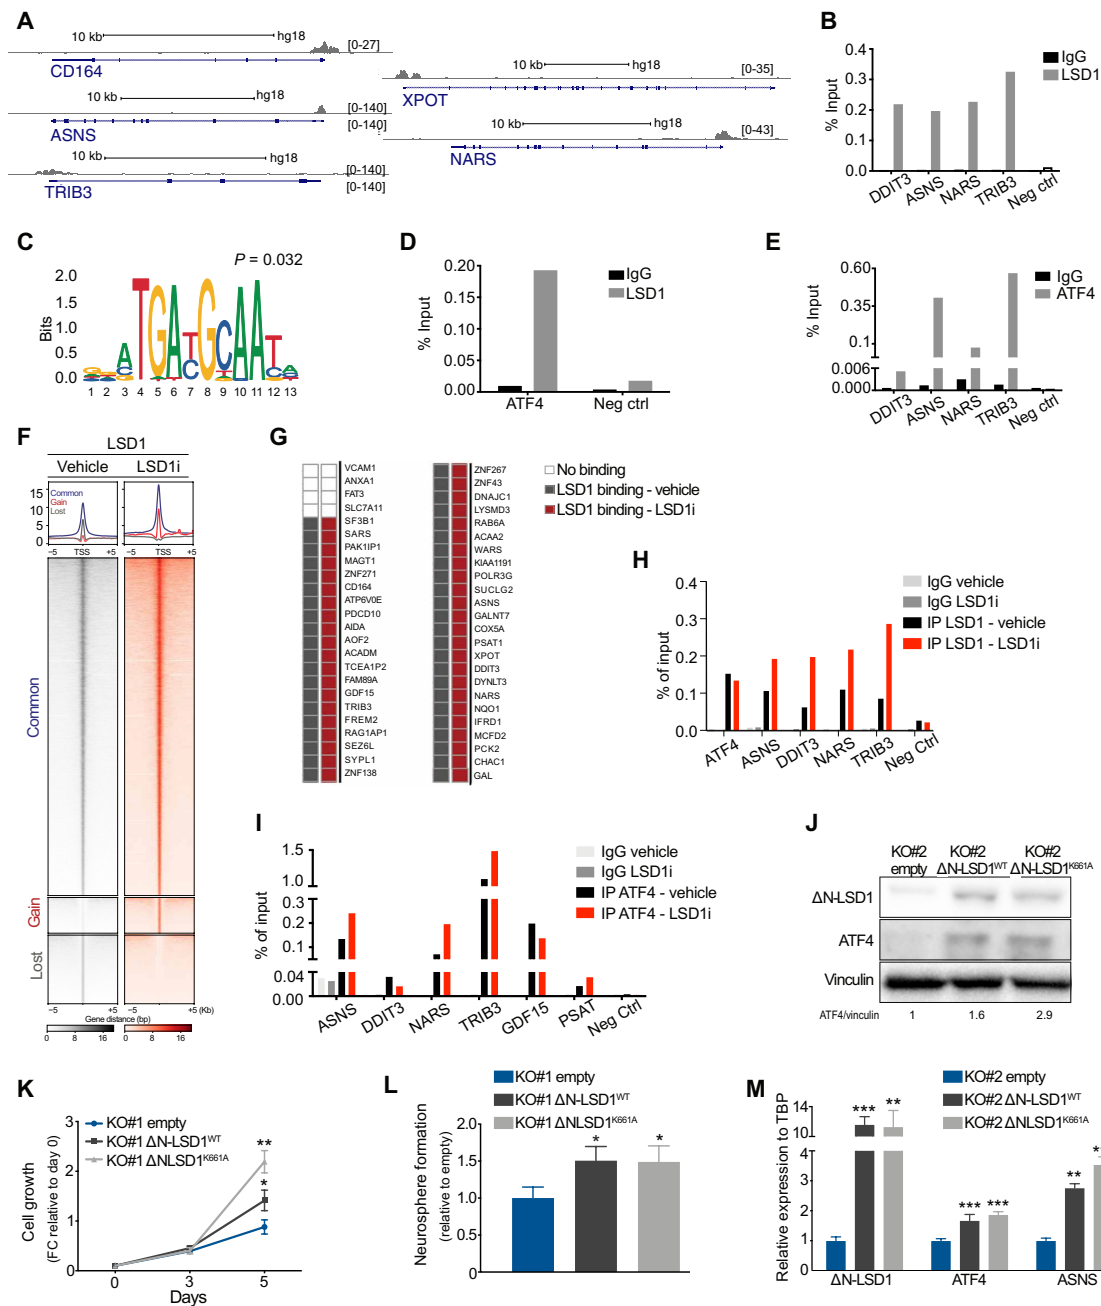 A
10 kb
hg18
[0-27]
CD164
10 kb
hg18
[0-140]
[0-140]
ASNS
10 kb
hg18
[0-140]
[0-140]
TRIB3
10 kb
hg18
[0-35]
XPOT
10 kb
hg18
[0-43]
NARS
B
IgG
LSD1
% Input
0.4
0.3
0.2
0.1
0.0
DDIT3
ASNS
NARS
TRIB3
Neg ctrl
C
P = 0.032
Bits
2.0
1.5
1.0
0.5
0.0
1 2 3 4 5 6 7 8 9 10 11 12 13
D
IgG
LSD1
% Input
0.20
0.15
0.10
0.05
0.00
ATF4
Neg ctrl
E
IgG
ATF4
% Input
0.60
0.35
0.1
0.006
0.000
DDIT3
ASNS
NARS
TRIB3
Neg ctrl
F
LSD1
Vehicle
LSD1i
15
10
5
0
Common
Gain
Lost
−5 TSS +5
−5 TSS +5
Common
Gain
Lost
−5 +5 −5 +5 (Kb)
Gene distance (bp)
0 8 16
0 8 16
G
VCAM1
ANXA1
FAT3
SLC7A11
SF3B1
SARS
PAK1IP1
MAGT1
ZNF271
CD164
ATP6V0E
PDCD10
AIDA
AOF2
ACADM
TCEA1P2
FAM89A
GDF15
TRIB3
FREM2
RAG1AP1
SEZ6L
SYPL1
ZNF138
ZNF267
ZNF43
DNAJC1
LYSMD3
RAB6A
ACAA2
WARS
KIAA1191
POLR3G
SUCLG2
ASNS
GALNT7
COX5A
PSAT1
XPOT
DDIT3
DYNLT3
NARS
NQO1
IFRD1
MCFD2
PCK2
CHAC1
GAL
No binding
LSD1 binding - vehicle
LSD1 binding - LSD1i
H
IgG vehicle
IgG LSD1i
IP LSD1 - vehicle
IP LSD1 - LSD1i
% of input
0.4
0.3
0.2
0.1
0.0
ATF4
ASNS
DDIT3
NARS
TRIB3
Neg Ctrl
I
IgG vehicle
IgG LSD1i
IP ATF4 - vehicle
IP ATF4 - LSD1i
% of input
1.5
1.0
0.3
0.2
0.1
0.04
0.00
ASNS
DDIT3
NARS
TRIB3
GDF15
PSAT
Neg Ctrl
J
KO#2 empty
KO#2 ΔN-LSD1WT
KO#2 ΔN-LSD1K661A
ΔN-LSD1
ATF4
Vinculin
ATF4/vinculin 1 1.6 2.9
K
KO#1 empty
KO#1 ΔN-LSD1WT
KO#1 ΔNLSD1K661A
Cell growth
(FC relative to day 0)
3
2
1
0
**
*
0 3 5
Days
L
KO#1 empty
KO#1 ΔN-LSD1WT
KO#1 ΔNLSD1K661A
Neurosphere formation
(relative to empty)
2.0
1.5
1.0
0.5
0.0
* *
M
KO#2 empty
KO#2 ΔN-LSD1WT
KO#2 ΔNLSD1K661A
Relative expression to TBP
14
10
4
3
2
1
0
*** **
*** ***
**
ΔN-LSD1
ATF4
ASNS